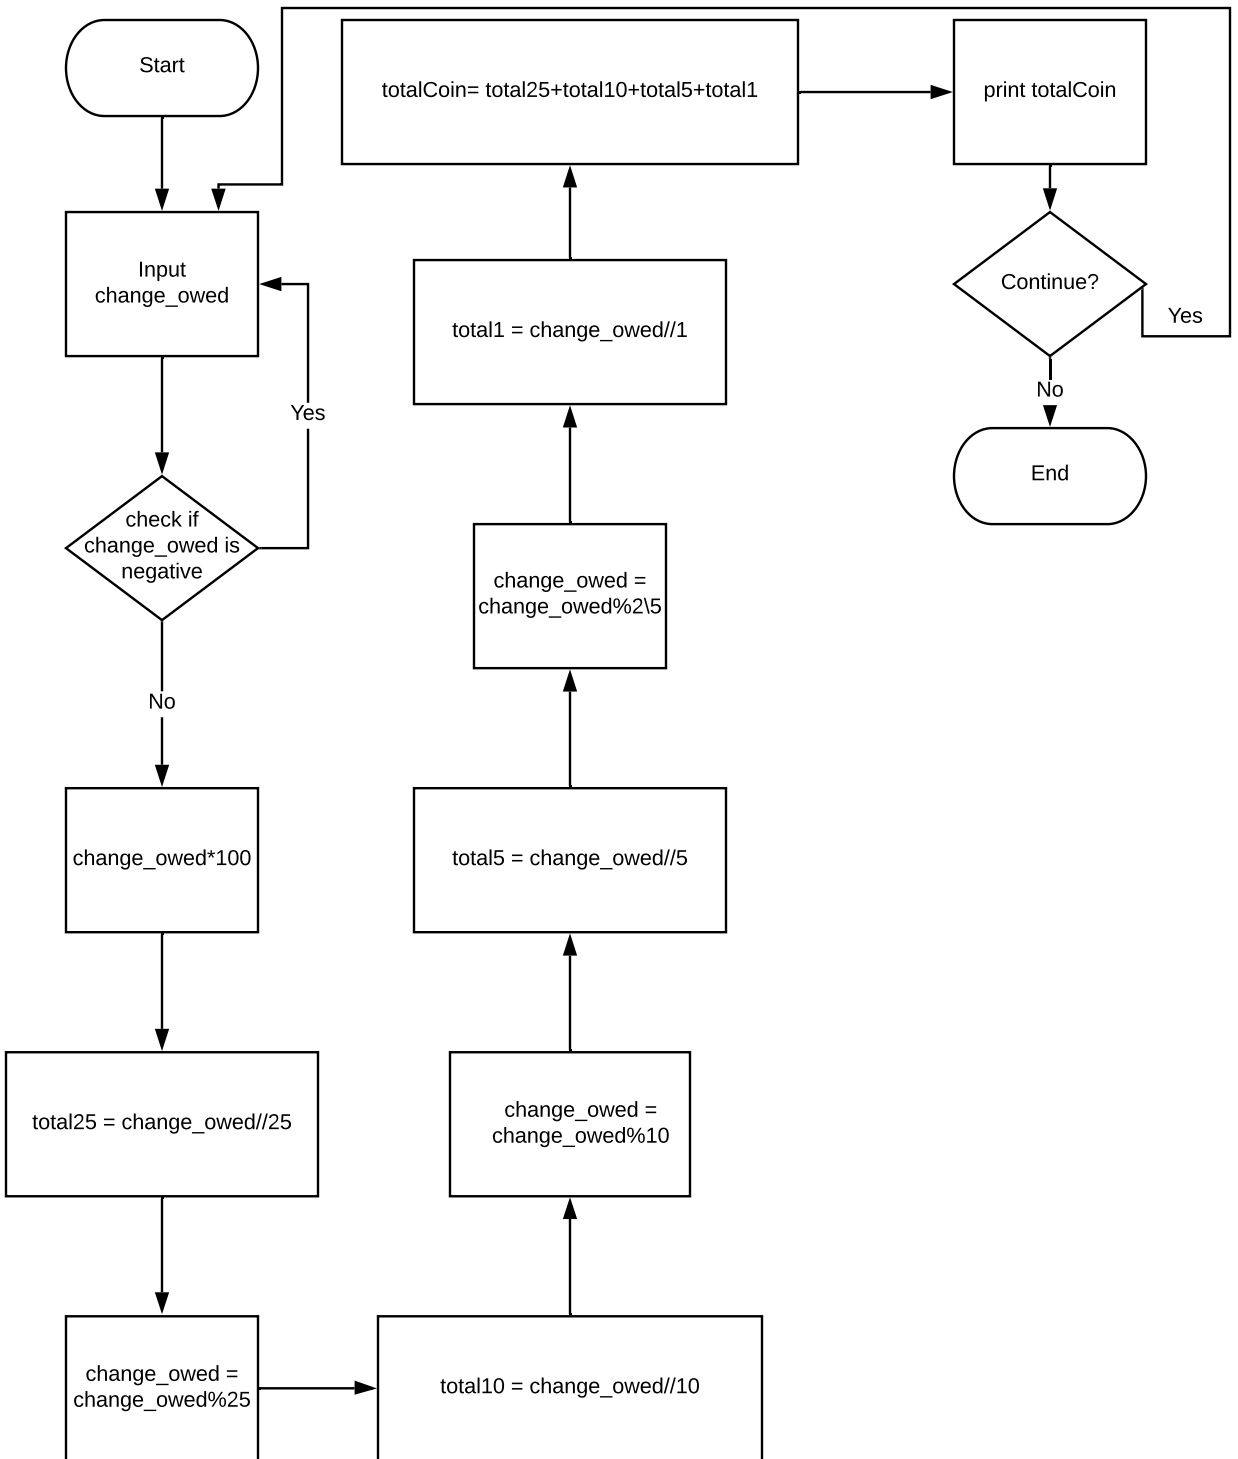 Start
Input
change_owed
Yes
check if
change_owed is
negative
No
change_owed*100
total25 = change_owed//25
change_owed =
change_owed%25
total10 = change_owed//10
change_owed =
change_owed%10
total5 = change_owed//5
change_owed =
change_owed%2\5
total1 = change_owed//1
totalCoin= total25+total10+total5+total1
print totalCoin
Continue?
Yes
No
End